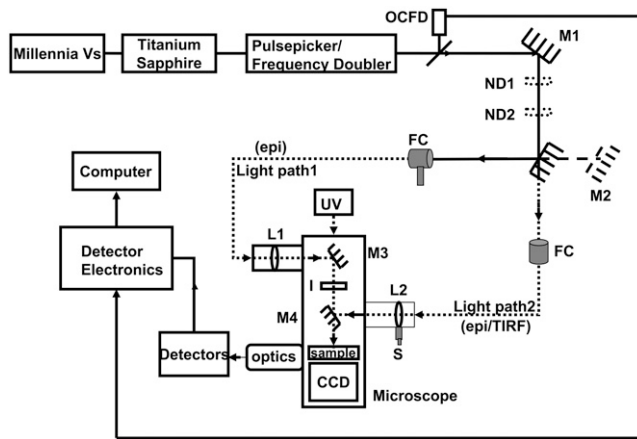 OCFD
M1
Millennia Vs
Titanium
Sapphire
Pulsepicker/
Frequency Doubler
ND1
ND2
(epi)
FC
Light path1
M2
Computer
UV
L1
M3
FC
Detector
Electronics
I
L2
M4
Light path2
(epi/TIRF)
S
Detectors
optics
sample
CCD
Microscope